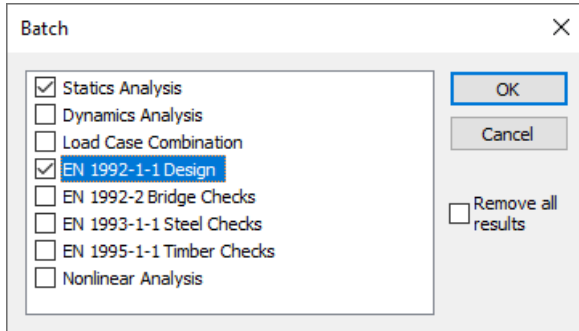 Batch
Statics Analysis
Dynamics Analysis
Load Case Combination
EN 1992-1-1 Design
EN 1992-2 Bridge Checks
EN 1993-1-1 Steel Checks
EN 1995-1-1 Timber Checks
Nonlinear Analysis
OK
Cancel
Remove all
results